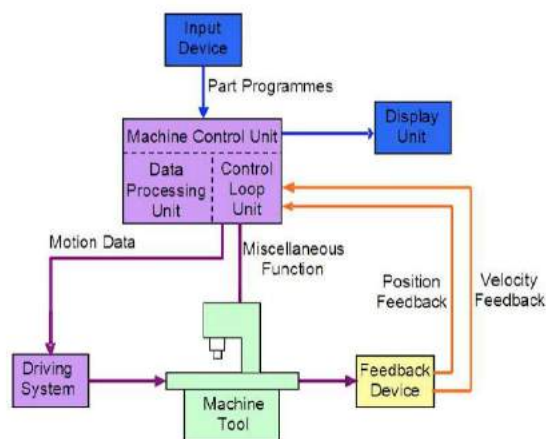 Input
Device
Part Programmes
Machine Control Unit
Display
Unit
Data
Processing
Unit
Control
Loop
Unit
Motion Data
Miscellaneous
Function
Position
Feedback
Velocity
Feedback
Driving
System
Machine
Tool
Feedback
Device